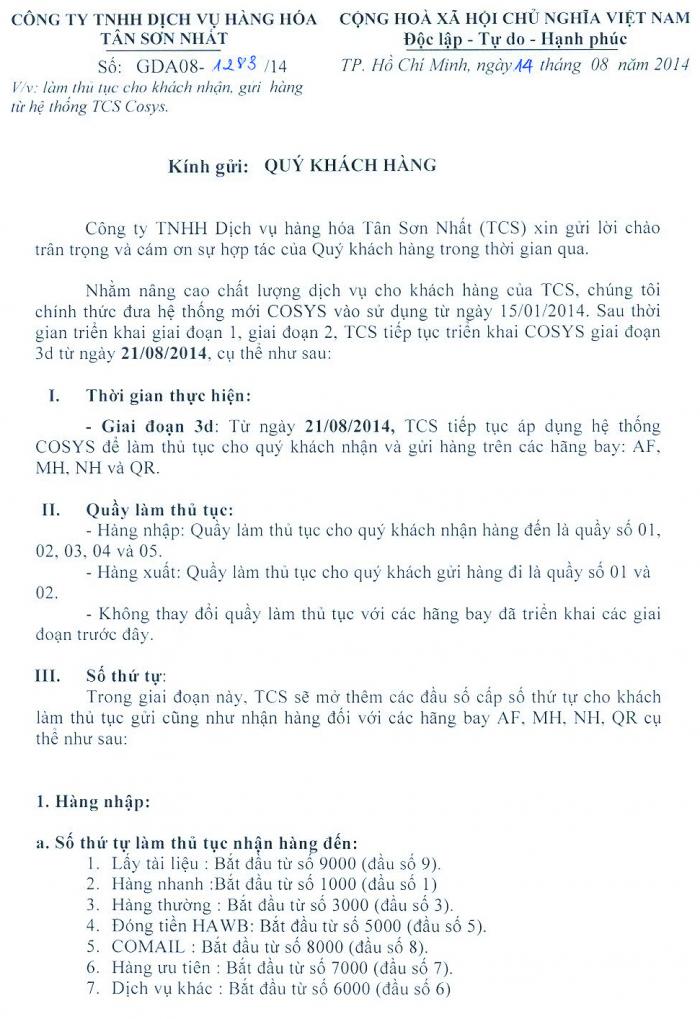 CÔNG TY TNHH DỊCH VỤ HÀNG HÓA
TÂN SƠN NHẤT
Số: GDA08- 1283 /14
V/v: làm thủ tục cho khách nhận, gửi hàng
từ hệ thống TCS Cosys.
CỘNG HOÀ XÃ HỘI CHỦ NGHĨA VIỆT NAM
Độc lập - Tự do - Hạnh phúc
TP. Hồ Chí Minh, ngày 14 tháng 08 năm 2014
Kính gửi: QUÝ KHÁCH HÀNG
Công ty TNHH Dịch vụ hàng hóa Tân Sơn Nhất (TCS) xin gửi lời chào
trân trọng và cám ơn sự hợp tác của Quý khách hàng trong thời gian qua.
Nhằm nâng cao chất lượng dịch vụ cho khách hàng của TCS, chúng tôi
chính thức đưa hệ thống mới COSYS vào sử dụng từ ngày 15/01/2014. Sau thời
gian triển khai giai đoạn 1, giai đoạn 2, TCS tiếp tục triển khai COSYS giai đoạn
3d từ ngày 21/08/2014, cụ thể như sau:
I. Thời gian thực hiện:
- Giai đoạn 3d: Từ ngày 21/08/2014, TCS tiếp tục áp dụng hệ thống
COSYS để làm thủ tục cho quý khách nhận và gửi hàng trên các hãng bay: AF,
MH, NH và QR.
II. Quầy làm thủ tục:
- Hàng nhập: Quầy làm thủ tục cho quý khách nhận hàng đến là quầy số 01,
02, 03, 04 và 05.
- Hàng xuất: Quầy làm thủ tục cho quý khách gửi hàng đi là quầy số 01 và
02.
- Không thay đổi quầy làm thủ tục với các hãng bay đã triển khai các giai
đoạn trước đây.
III. Số thứ tự:
Trong giai đoạn này, TCS sẽ mở thêm các đầu số cấp số thứ tự cho khách
làm thủ tục gửi cũng như nhận hàng đối với các hãng bay AF, MH, NH, QR cụ
thể như sau:
1. Hàng nhập:
a. Số thứ tự làm thủ tục nhận hàng đến:
1. Lấy tài liệu : Bắt đầu từ số 9000 (đầu số 9).
2. Hàng nhanh :Bắt đầu từ số 1000 (đầu số 1)
3. Hàng thường : Bắt đầu từ số 3000 (đầu số 3).
4. Đóng tiền HAWB: Bắt đầu từ số 5000 (đầu số 5).
5. COMAIL : Bắt đầu từ số 8000 (đầu số 8).
6. Hàng ưu tiên : Bắt đầu từ số 7000 (đầu số 7).
7. Dịch vụ khác : Bắt đầu từ số 6000 (đầu số 6)